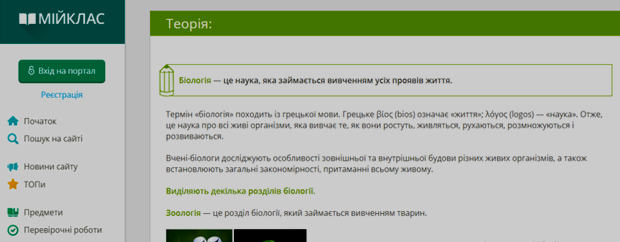 МІЙКЛАС
Вхід на портал
Реєстрація
Початок
Пошук на сайті
Новини сайту
ТОПи
Предмети
Перевірочні роботи
Теорія:
Біологія — це наука, яка займається вивченням усіх проявів життя.
Термін «біологія» походить із грецької мови. Грецьке βίος (bios) означає «життя»; λόγος (logos) — «наука». Отже,
це наука про всі живі організми, яка вивчає те, як вони ростуть, живляться, рухаються, розмножуються і
розвиваються.
Вчені-біологи досліджують особливості зовнішньої та внутрішньої будови різних живих організмів, а також
встановлюють загальні закономірності, притаманні всьому живому.
Виділяють декілька розділів біології.
Зоологія — це розділ біології, який займається вивченням тварин.